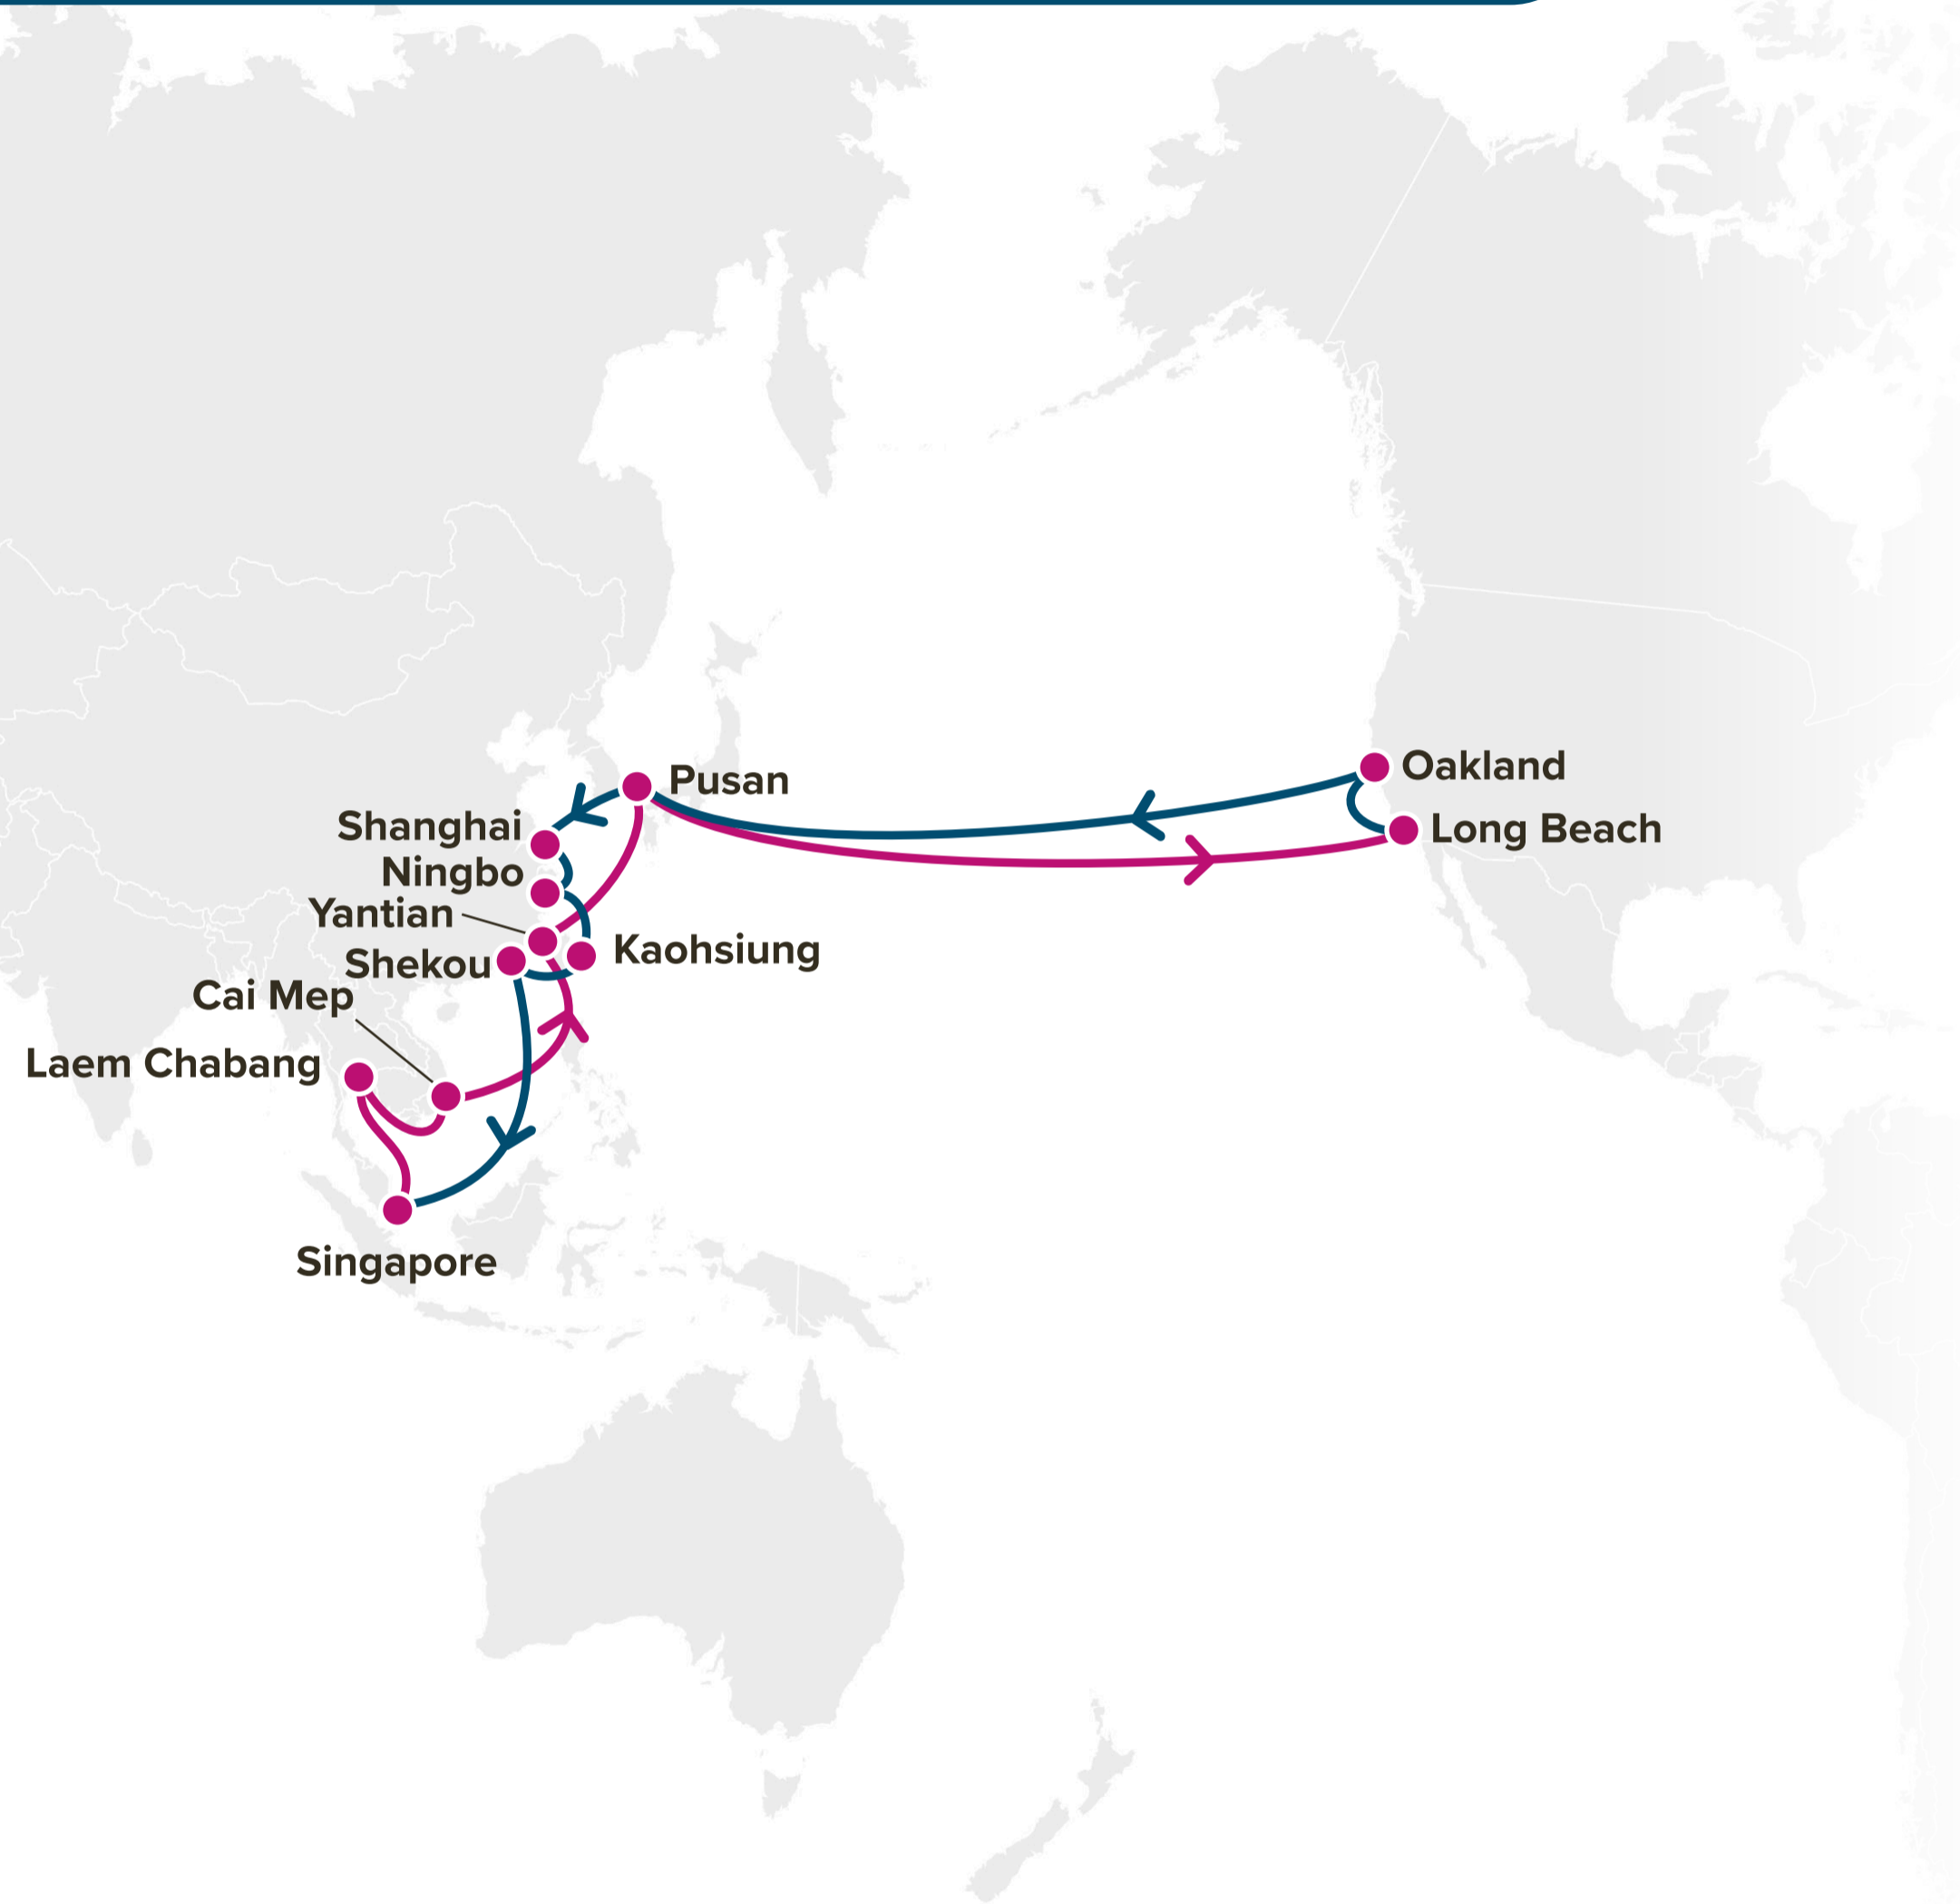 Oakland
Pusan
Long Beach
Shanghai
Ningbo
Yantian
Kaohsiung
Shekou
Cai Mep
Laem Chabang
Singapore